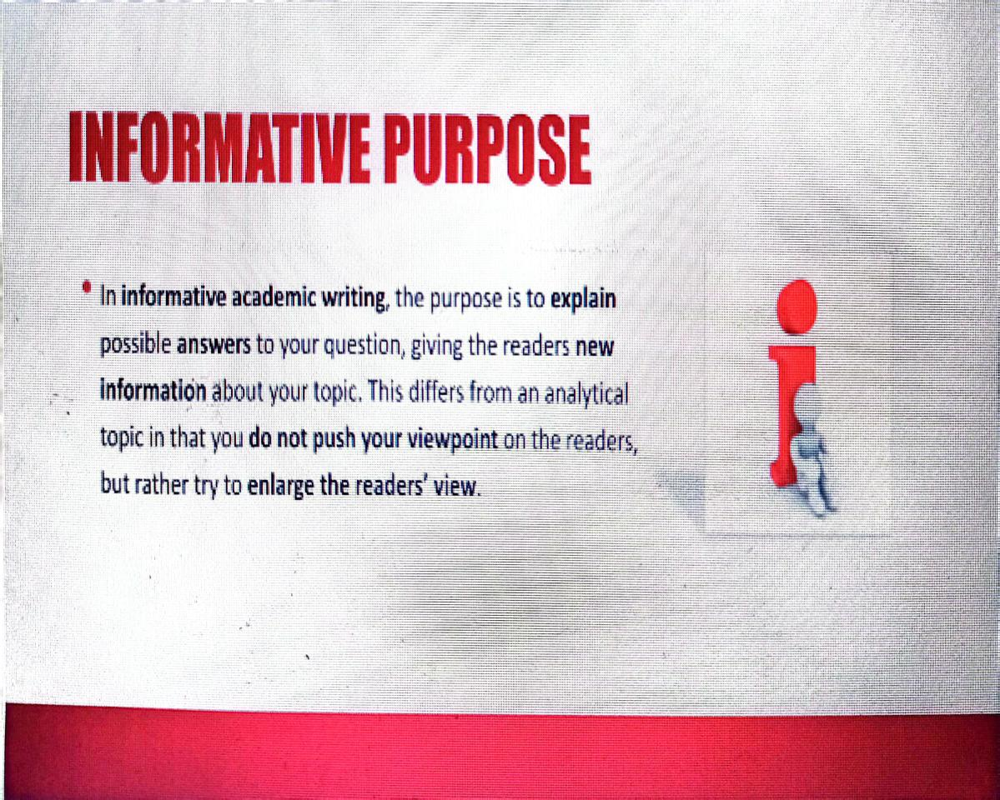 INFORMATIVE PURPOSE
• In informative academic writing, the purpose is to explain
possible answers to your question, giving the readers new
information about your topic. This differs from an analytical
topic in that you do not push your viewpoint on the readers,
but rather try to enlarge the readers' view.
i